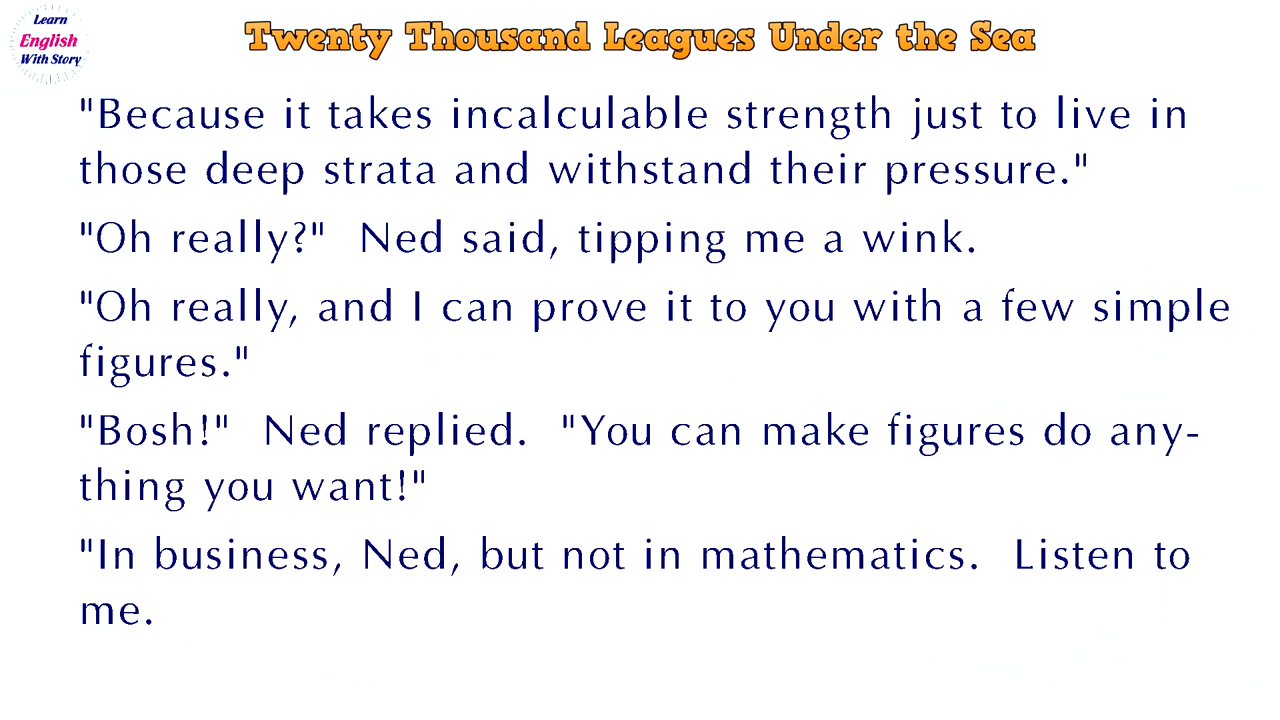 Learn
English
With Story
Twenty Thousand Leagues Under the Sea
"Because it takes incalculable strength just to live in
those deep strata and withstand their pressure."
"Oh really?"  Ned said, tipping me a wink.
"Oh really, and I can prove it to you with a few simple
figures."
"Bosh!"  Ned replied.  "You can make figures do any-
thing you want!"
"In business, Ned, but not in mathematics.  Listen to
me.